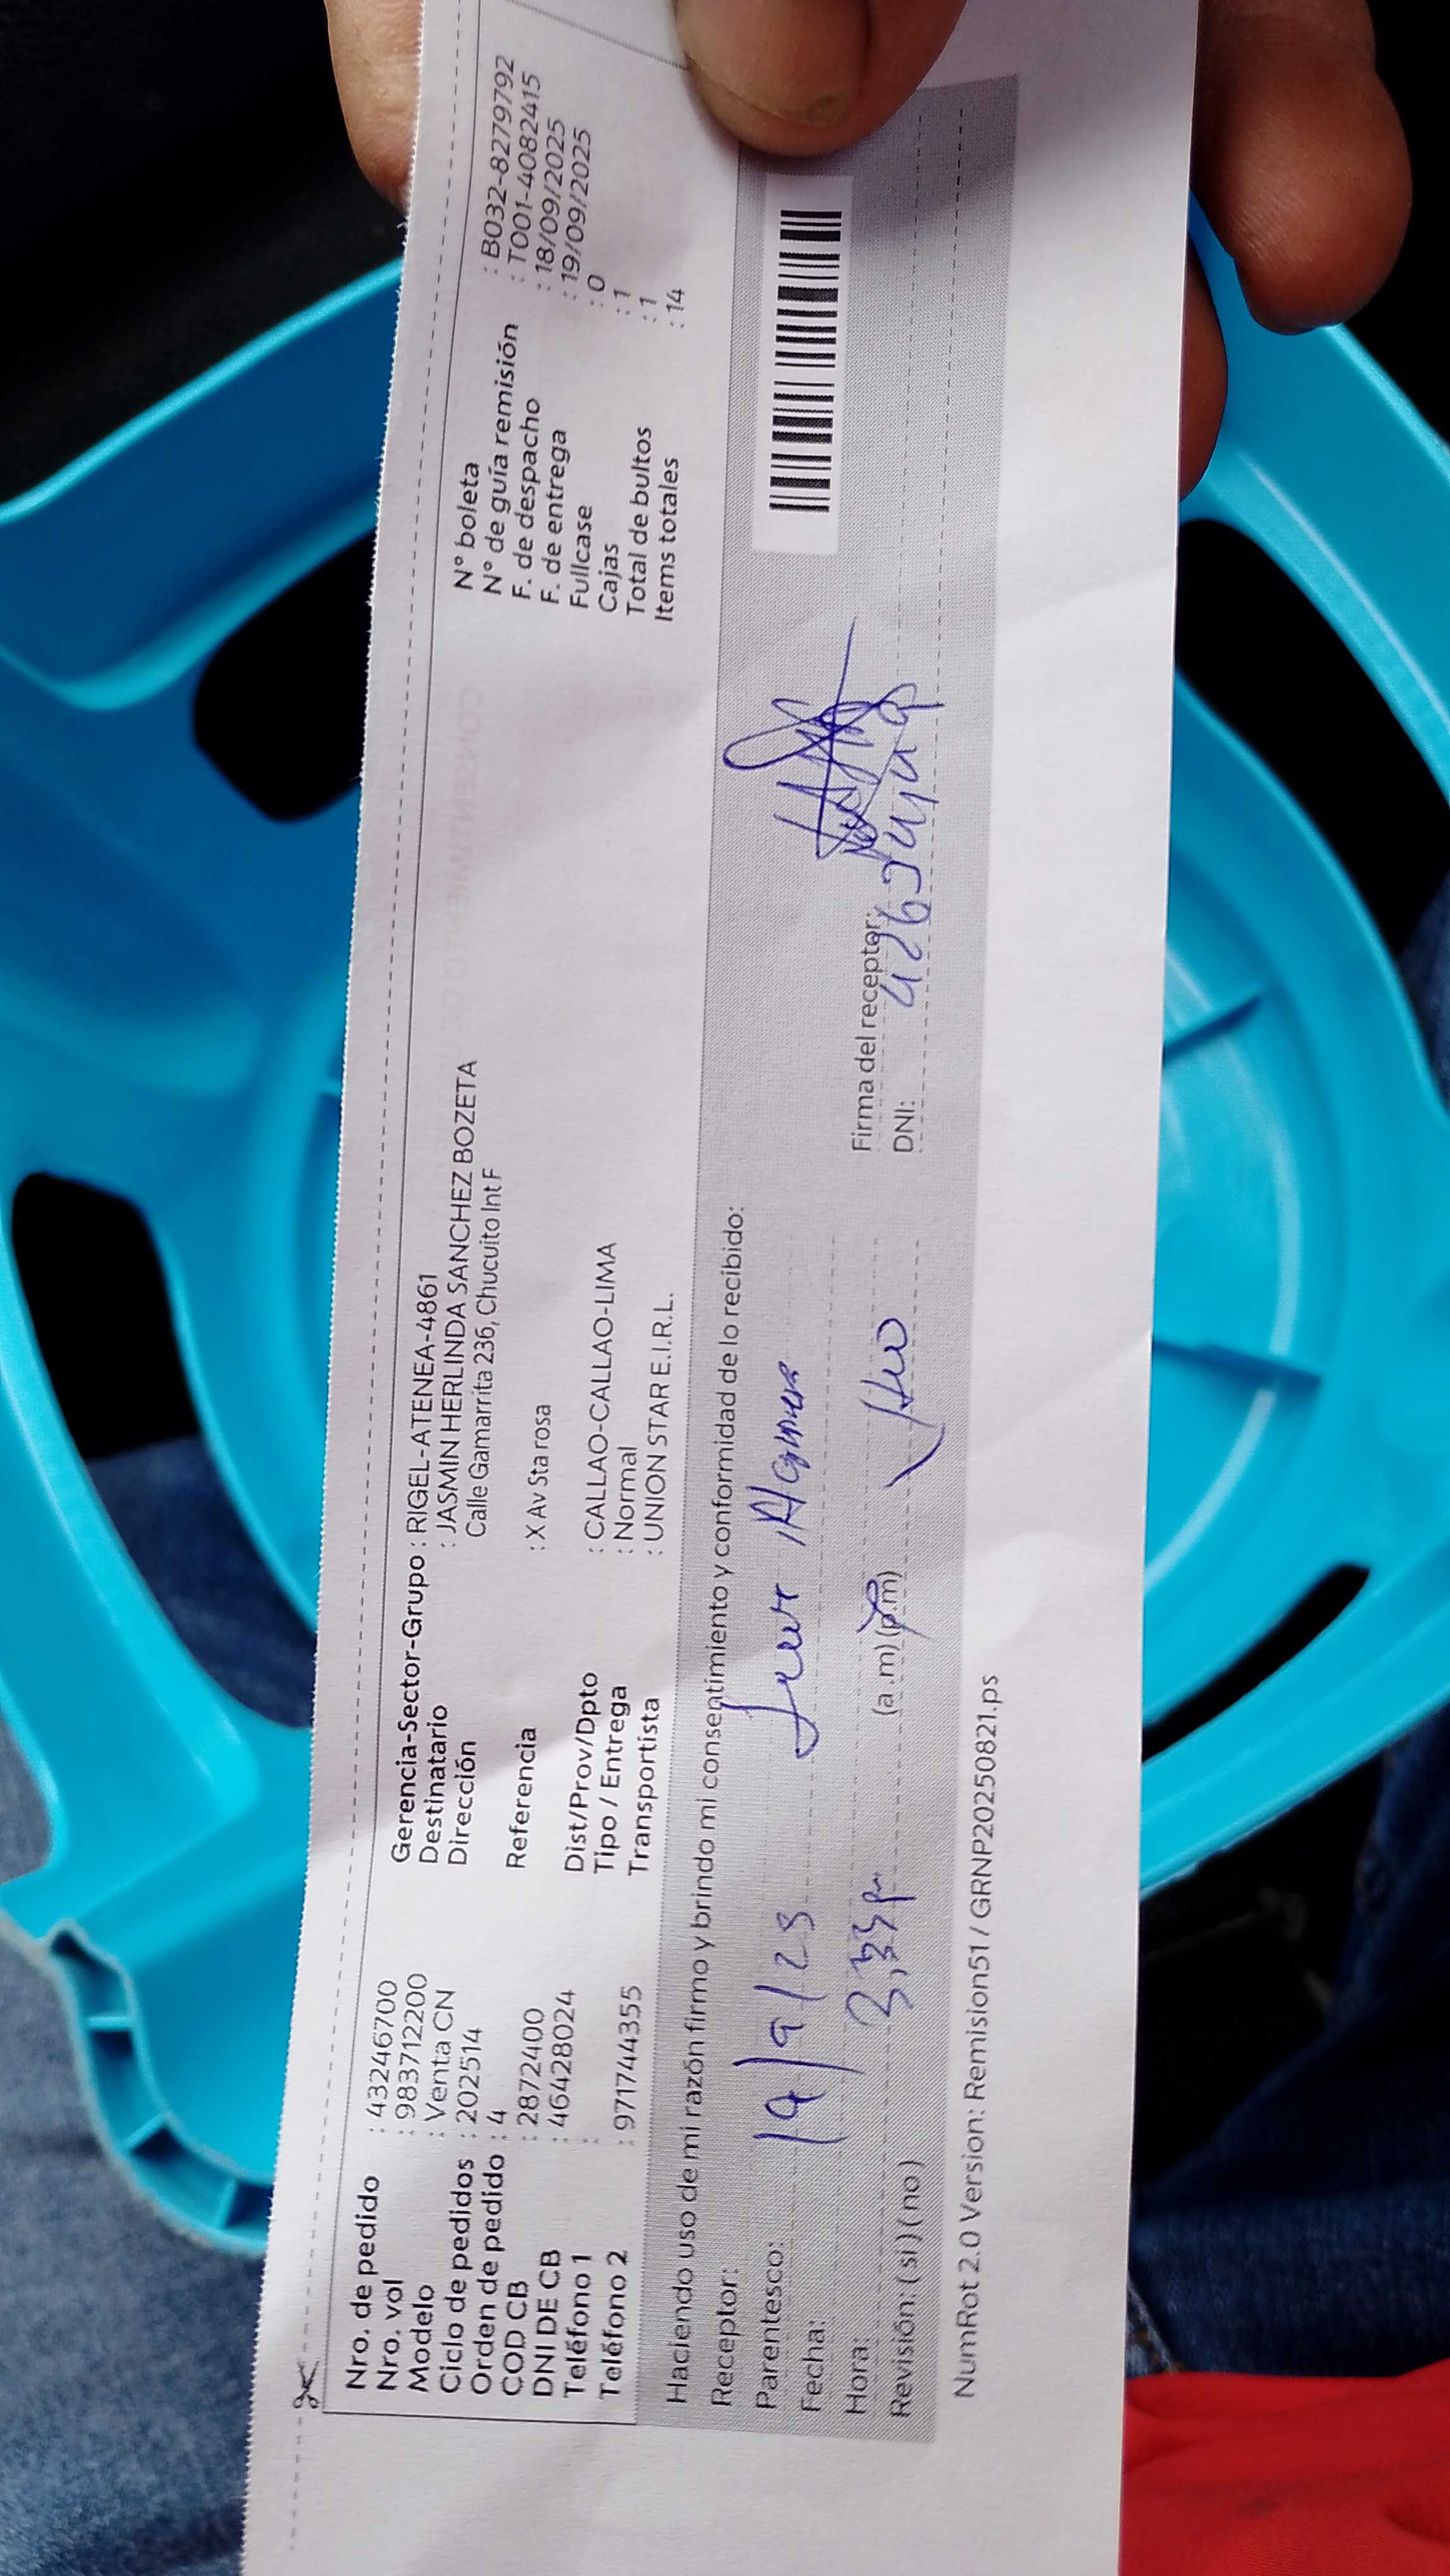 Nro. de pedido : 43246700
Nro. vol : 983712200
Modelo : Venta CN
Ciclo de pedidos : 202514
Orden de pedido : 4
COD CB : 2872400
DNI DE CB : 46428024
Teléfono 1 :
Teléfono 2 : 971744355
Gerencia-Sector-Grupo : RIGEL-ATENEA-4861
Destinatario : JASMIN HERLINDA SANCHEZ BOZETA
Dirección Calle Gamarrita 236, Chucuito Int F
Referencia : X Av Sta rosa
Dist/Prov/Dpto : CALLAO-CALLAO-LIMA
Tipo / Entrega : Normal
Transportista : UNION STAR E.I.R.L.
N° boleta : B032-8279792
N° de guía remisión : T001-4082415
F. de despacho : 18/09/2025
F. de entrega : 19/09/2025
Fullcase : 0
Cajas : 1
Total de bultos : 1
Items totales : 14
Haciendo uso de mi razón firmo y brindo mi consentimiento y conformidad de lo recibido:
Receptor:
Parentesco:
Fecha: 19/9/25
Hora: 3,33 p (a.m) (p.m)
Revisión: (si) (no)
Firma del receptor:
DNI:
NumRot 2.0 Version: Remision51 / GRNP20250821.ps